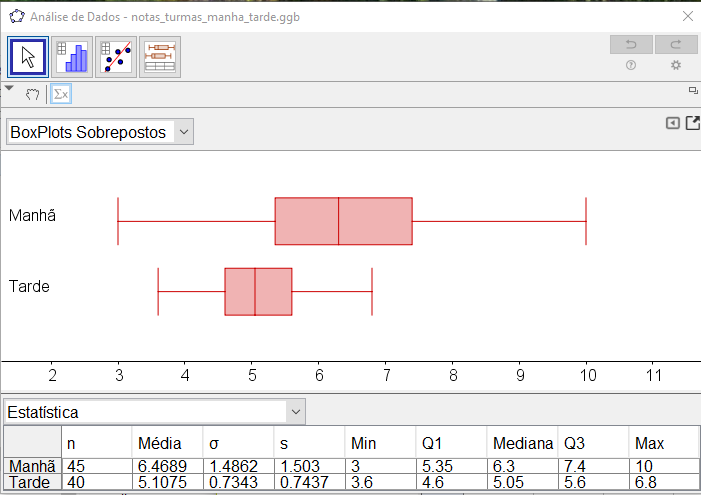 Análise de Dados - notas_turmas_manha_tarde.ggb
Σx
BoxPlots Sobrepostos
Manhã
Tarde
2 3 4 5 6 7 8 9 10 11
Estatística
n Média σ s Min Q1 Mediana Q3 Max
Manhã 45 6.4689 1.4862 1.503 3 5.35 6.3 7.4 10
Tarde 40 5.1075 0.7343 0.7437 3.6 4.6 5.05 5.6 6.8